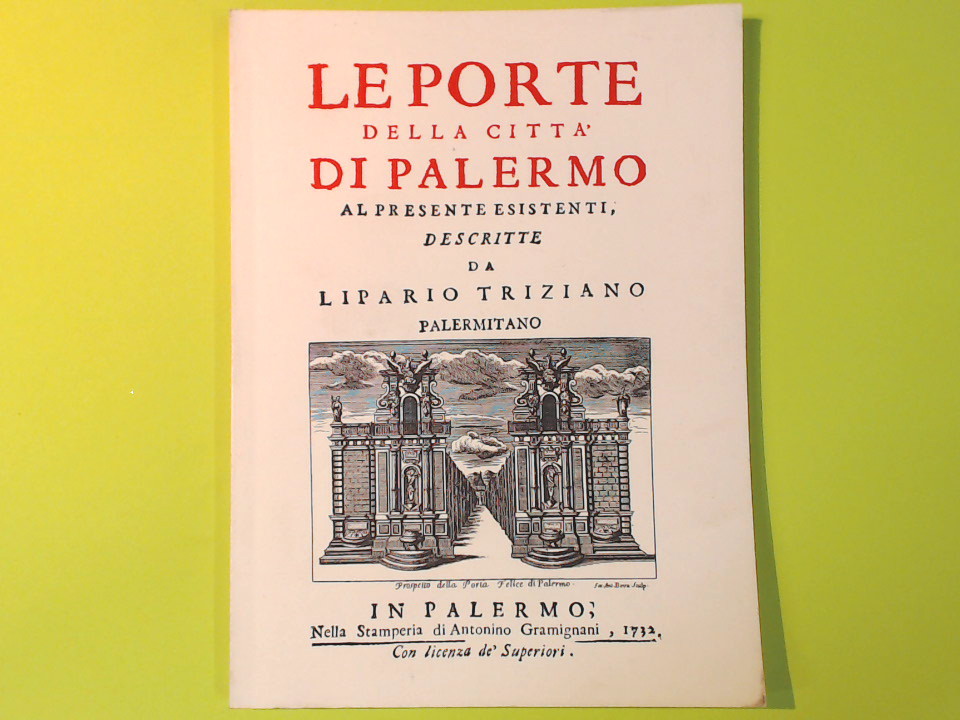 LE PORTE
DELLA CITTA'
DI PALERMO
AL PRESENTE ESISTENTI,
DESCRITTE
DA
LIPARIO TRIZIANO
PALERMITANO
Prospetto della Porta Felice di Palermo.
Sculp.
IN PALERMO;
Nella Stamperia di Antonino Gramignani, 1732.
Con licenza de' Superiori.